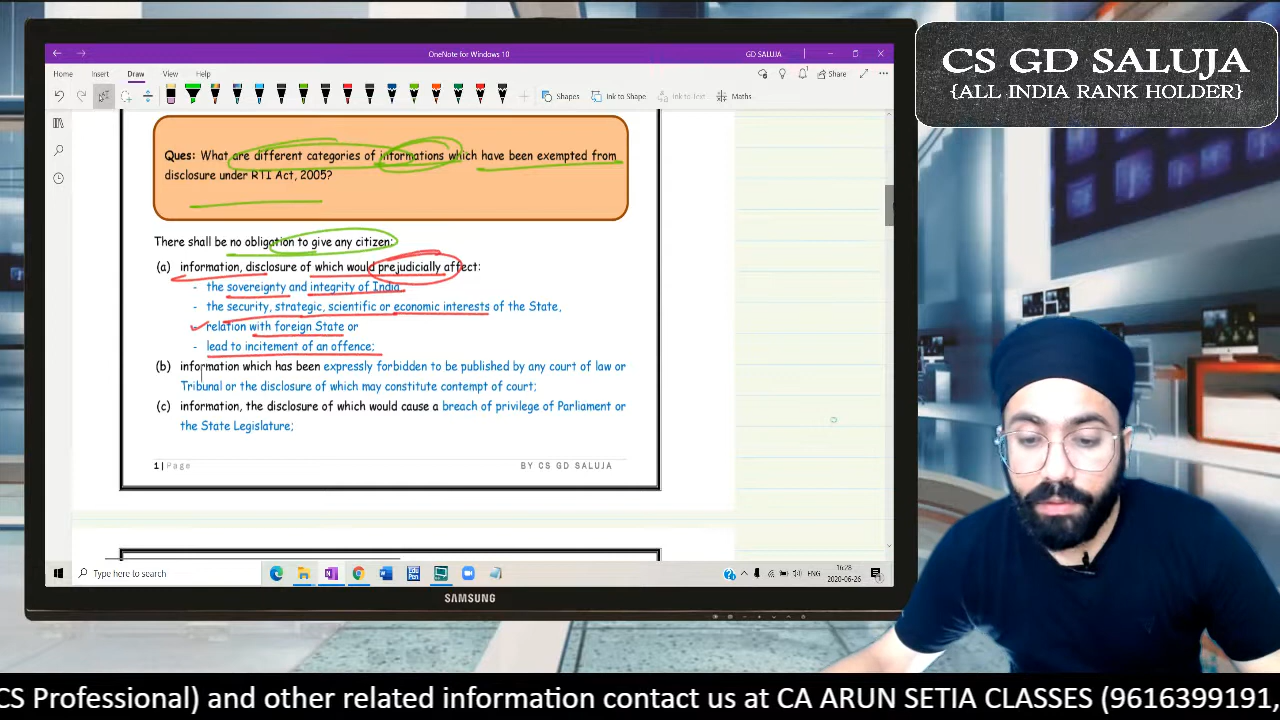 OneNote for Windows 10
GD SALUJA
CS GD SALUJA
{ALL INDIA RANK HOLDER}
Home Insert Draw View Help
Share
Shapes Ink to Shape Ink to Text Maths
Ques: What are different categories of informations which have been exempted from
disclosure under RTI Act, 2005?
There shall be no obligation to give any citizen:
(a) information, disclosure of which would prejudicially affect:
- the sovereignty and integrity of India,
- the security, strategic, scientific or economic interests of the State,
relation with foreign State or
- lead to incitement of an offence;
(b) information which has been expressly forbidden to be published by any court of law or
Tribunal or the disclosure of which may constitute contempt of court;
(c) information, the disclosure of which would cause a breach of privilege of Parliament or
the State Legislature;
1 | Page
BY CS GD SALUJA
Type here to search
ENG
16:28
2020-06-26
SAMSUNG
CS Professional) and other related information contact us at CA ARUN SETIA CLASSES (9616399191,